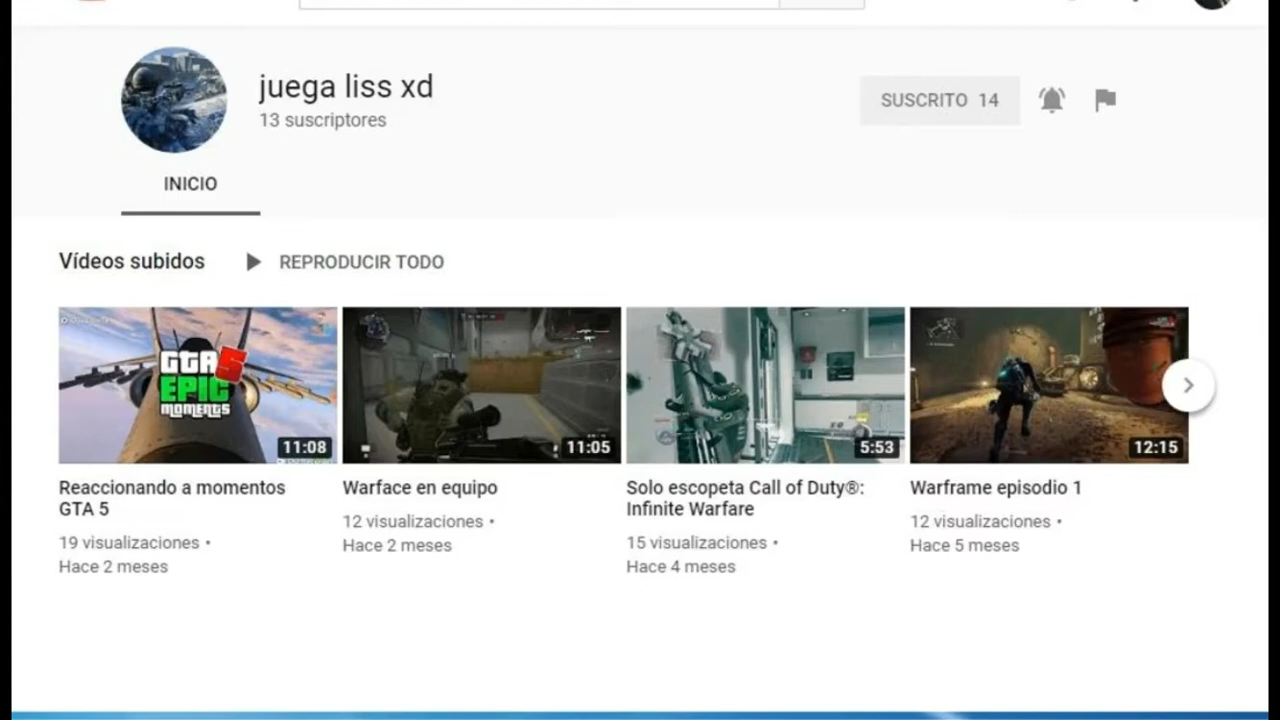 juega liss xd
13 suscriptores
SUSCRITO 14
INICIO
Vídeos subidos
REPRODUCIR TODO
GTA 5
EPIC
MOMENTS
11:08
11:05
5:53
12:15
Reaccionando a momentos
GTA 5
19 visualizaciones •
Hace 2 meses
Warface en equipo
12 visualizaciones •
Hace 2 meses
Solo escopeta Call of Duty®:
Infinite Warfare
15 visualizaciones •
Hace 4 meses
Warframe episodio 1
12 visualizaciones •
Hace 5 meses